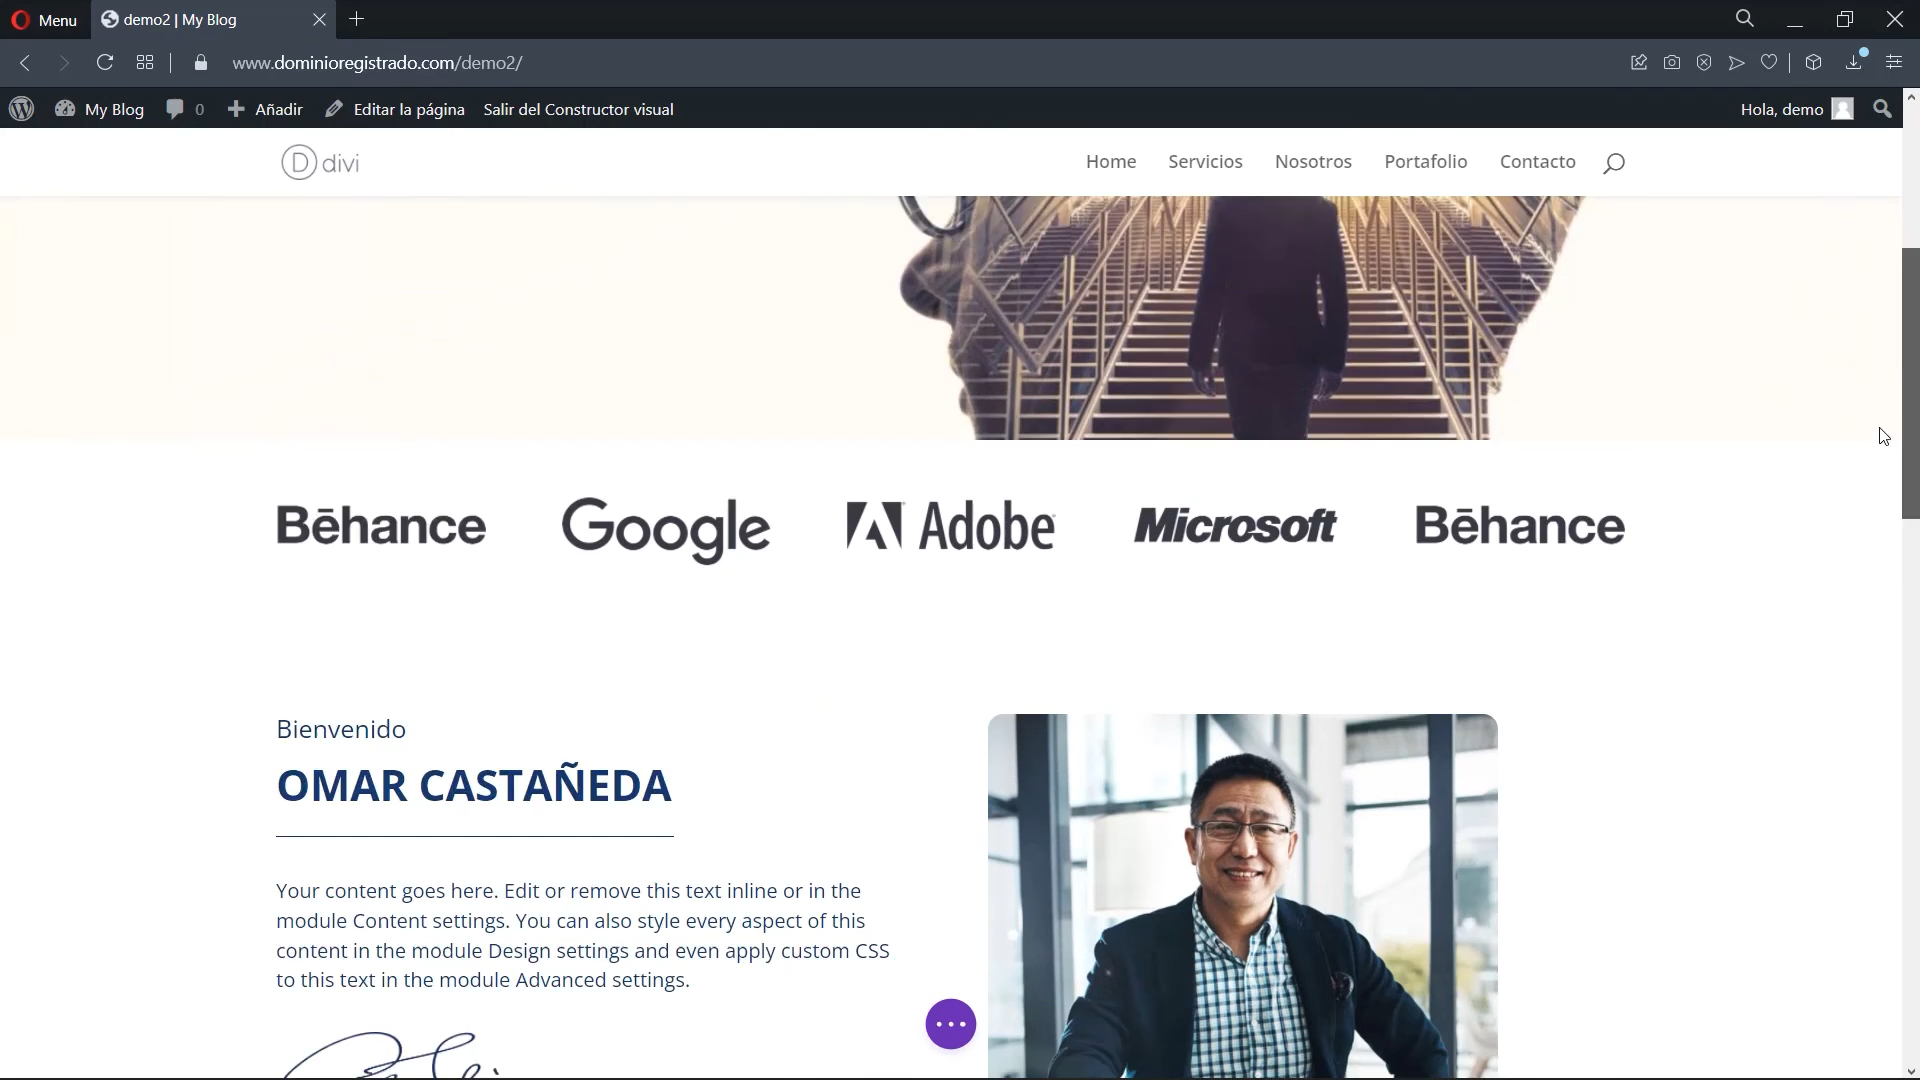 Menu
demo2 | My Blog
www.dominioregistrado.com/demo2/
My Blog
0
Añadir
Editar la página
Salir del Constructor visual
Hola, demo
D divi
Home
Servicios
Nosotros
Portafolio
Contacto
Bēhance
Google
Adobe
Microsoft
Bēhance
Bienvenido
OMAR CASTAÑEDA
Your content goes here. Edit or remove this text inline or in the
module Content settings. You can also style every aspect of this
content in the module Design settings and even apply custom CSS
to this text in the module Advanced settings.